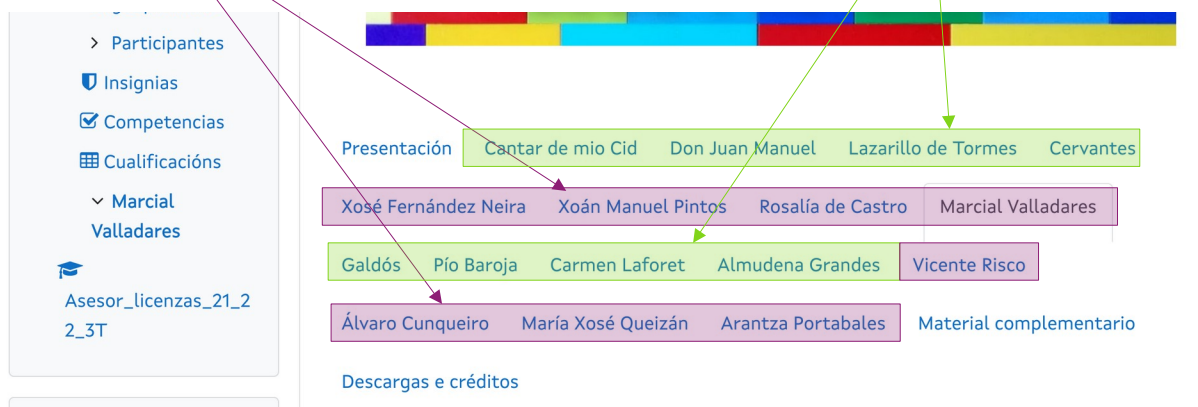 Participantes
Insignias
Competencias
Cualificacións
Marcial
Valladares
Asesor_licenzas_21_2
2_3T
Presentación Cantar de mio Cid Don Juan Manuel Lazarillo de Tormes Cervantes
Xosé Fernández Neira Xoán Manuel Pintos Rosalía de Castro Marcial Valladares
Galdós Pío Baroja Carmen Laforet Almudena Grandes Vicente Risco
Álvaro Cunqueiro María Xosé Queizán Arantza Portabales Material complementario
Descargas e créditos